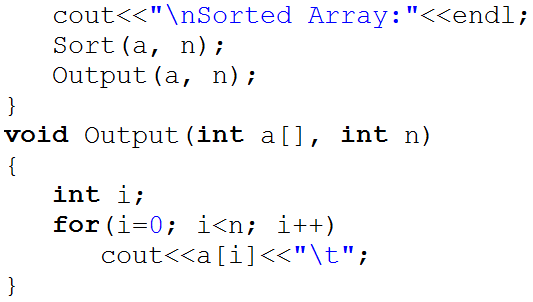 cout<<"\nSorted Array:"<<endl;
Sort(a, n);
Output(a, n);
}
void Output(int a[], int n)
{
int i;
for(i=0; i<n; i++)
cout<<a[i]<<"\t";
}